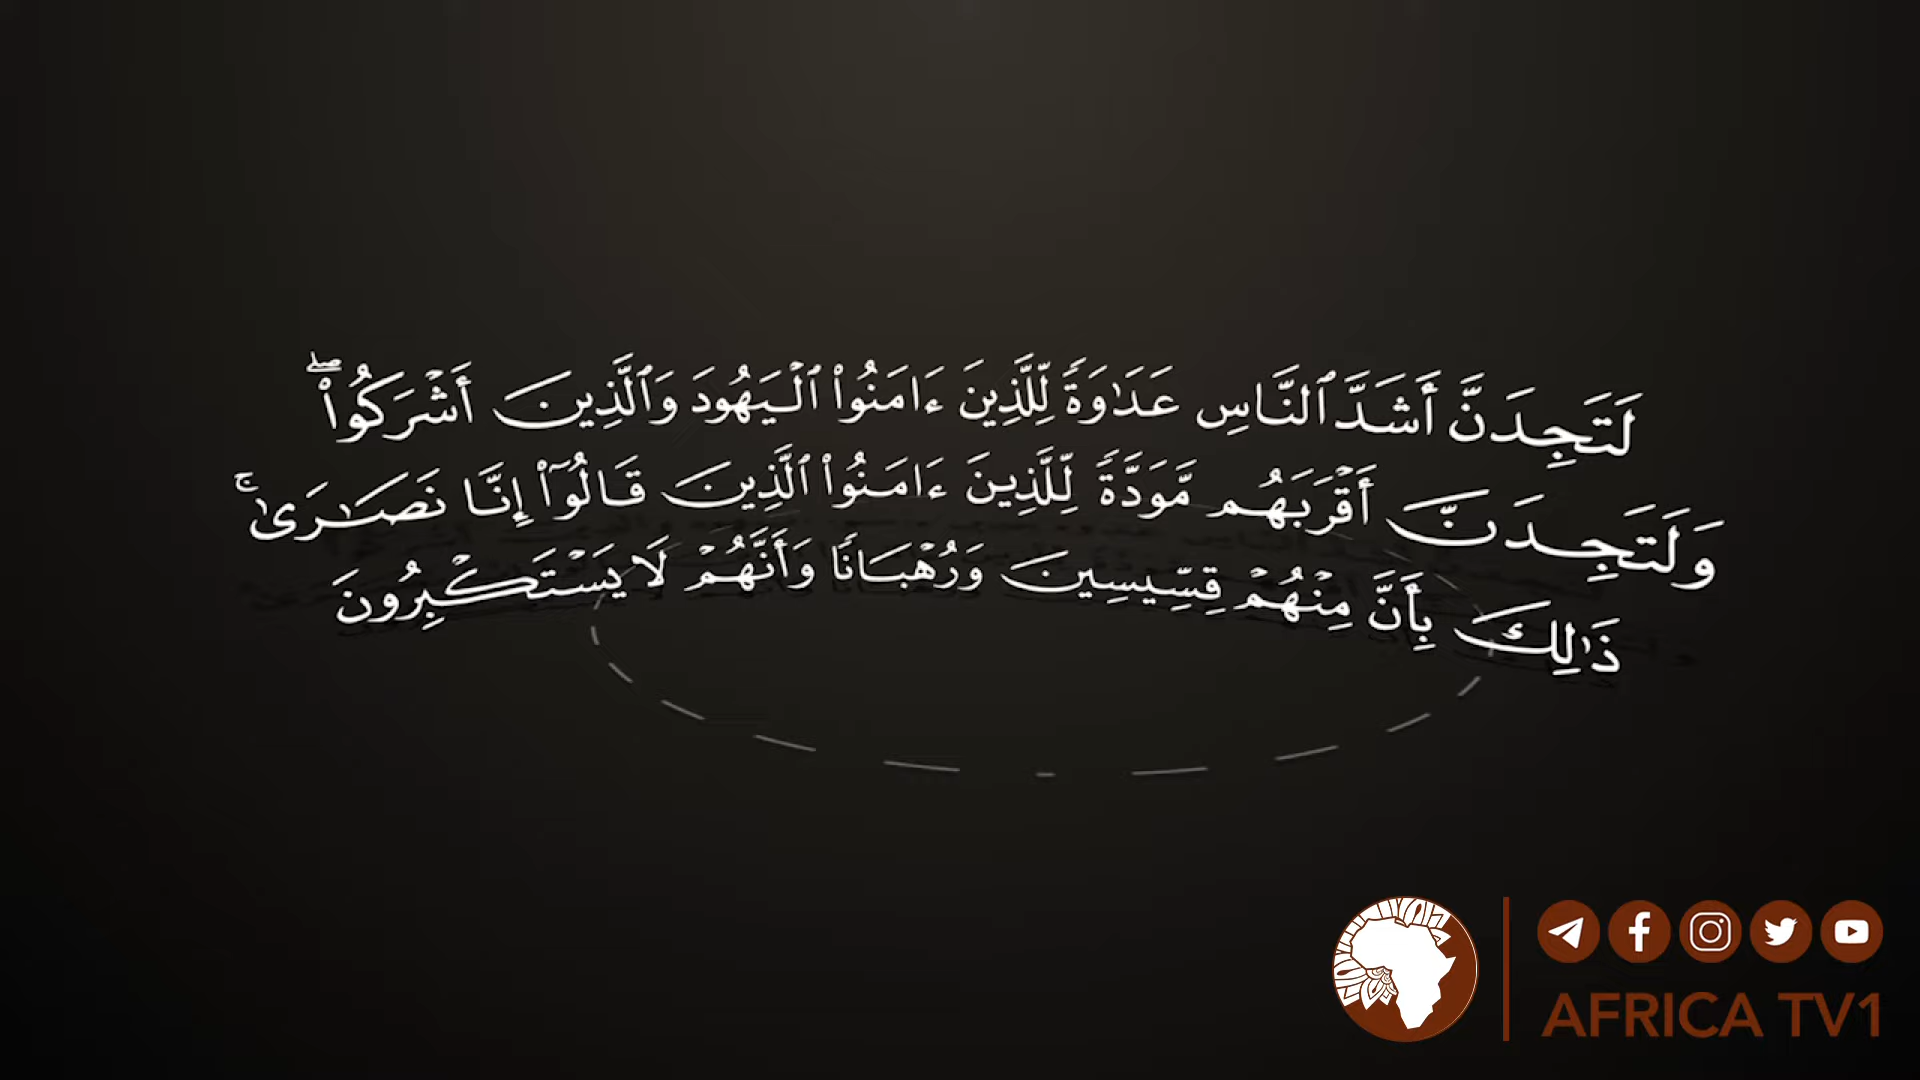 لَتَجِدَنَّ أَشَدَّ ٱلنَّاسِ عَدَٰوَةً لِّلَّذِينَ ءَامَنُوا۟ ٱلْيَهُودَ وَٱلَّذِينَ أَشْرَكُوا۟ ۖ
وَلَتَجِدَنَّ أَقْرَبَهُم مَّوَدَّةً لِّلَّذِينَ ءَامَنُوا۟ ٱلَّذِينَ قَالُوٓا۟ إِنَّا نَصَـٰرَىٰ ۚ
ذَٰلِكَ بِأَنَّ مِنْهُمْ قِسِّيسِينَ وَرُهْبَانًا وَأَنَّهُمْ لَا يَسْتَكْبِرُونَ
AFRICA TV1